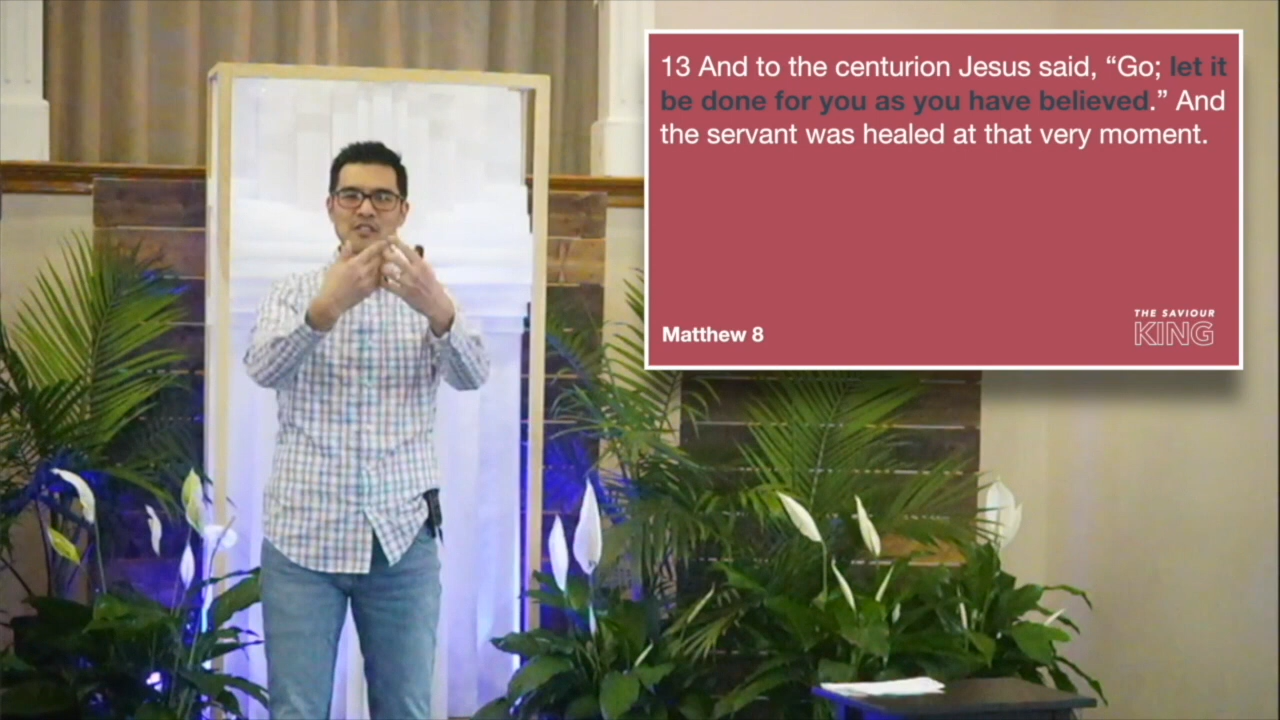 13 And to the centurion Jesus said, “Go; let it
be done for you as you have believed.” And
the servant was healed at that very moment.
Matthew 8
THE SAVIOUR
KING